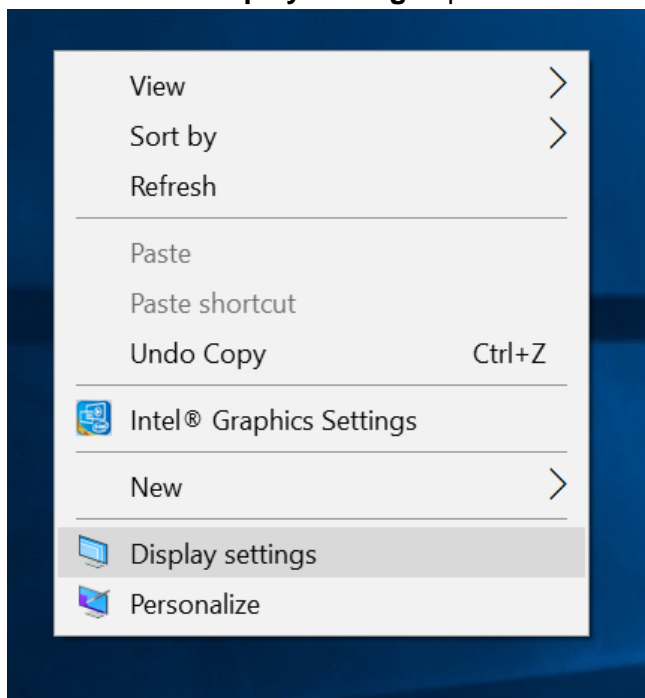 View
Sort by
Refresh
Paste
Paste shortcut
Undo Copy Ctrl+Z
Intel® Graphics Settings
New
Display settings
Personalize